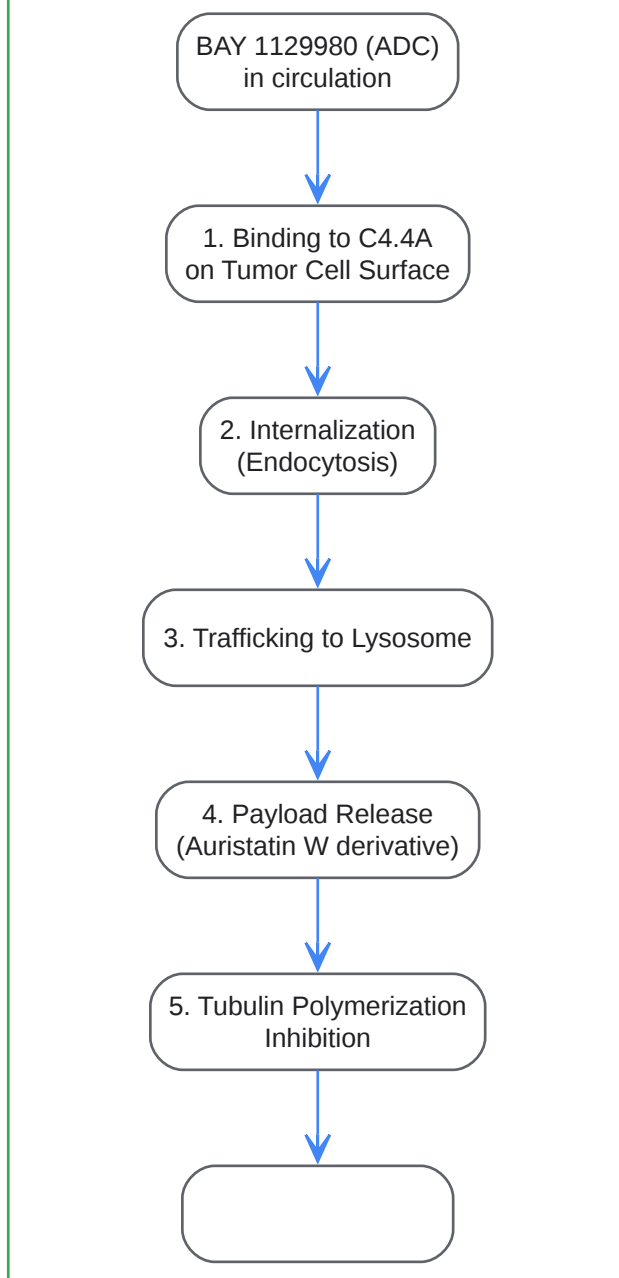 BAY 1129980 (ADC)
in circulation
1. Binding to C4.4A
on Tumor Cell Surface
2. Internalization
(Endocytosis)
3. Trafficking to Lysosome
4. Payload Release
(Auristatin W derivative)
5. Tubulin Polymerization
Inhibition